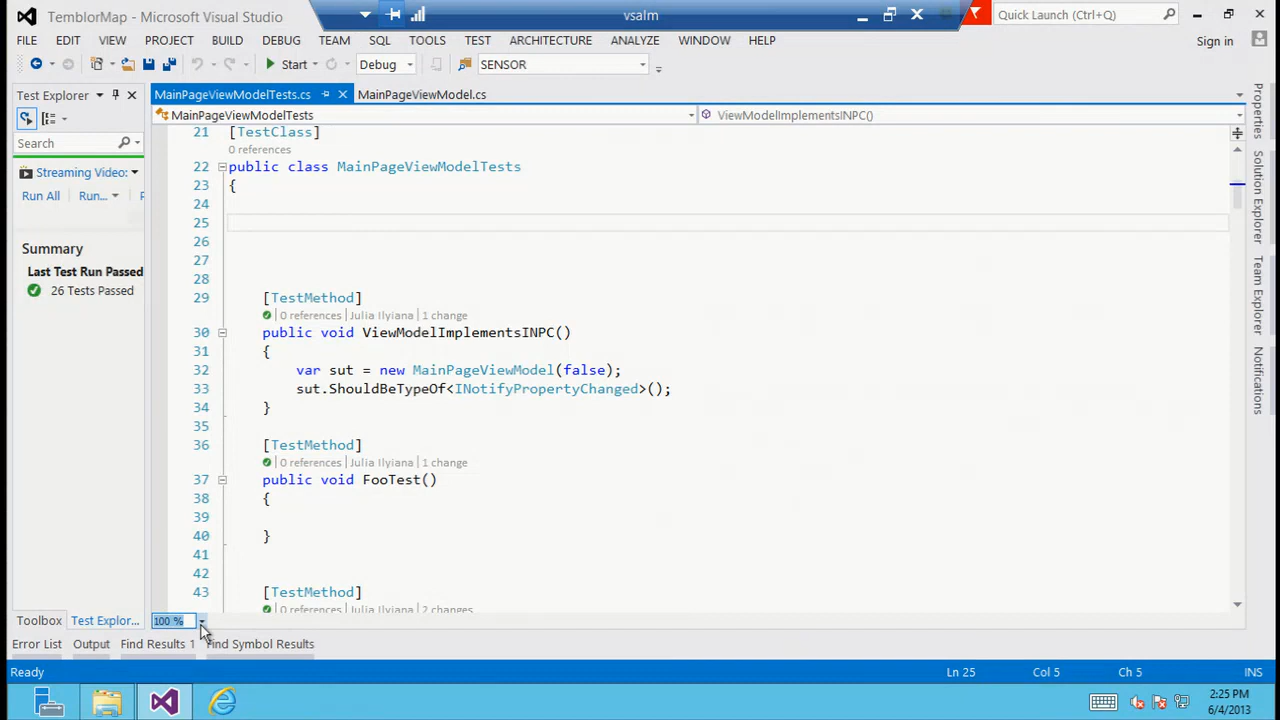 TemblorMap - Microsoft Visual Studio
vsalm
Quick Launch (Ctrl+Q)
FILE EDIT VIEW PROJECT BUILD DEBUG TEAM SQL TOOLS TEST ARCHITECTURE ANALYZE WINDOW HELP
Sign in
Start Debug SENSOR
Test Explorer
MainPageViewModelTests.cs MainPageViewModel.cs
MainPageViewModelTests ViewModelImplementsINPC()
Search
Streaming Video:
Run All Run...
Summary
Last Test Run Passed
26 Tests Passed
21 [TestClass]
0 references
22 public class MainPageViewModelTests
23 {
24
25
26
27
28
29 [TestMethod]
0 references | Julia Ilyiana | 1 change
30 public void ViewModelImplementsINPC()
31 {
32 var sut = new MainPageViewModel(false);
33 sut.ShouldBeTypeOf<INotifyPropertyChanged>();
34 }
35
36 [TestMethod]
0 references | Julia Ilyiana | 1 change
37 public void FooTest()
38 {
39
40 }
41
42
43 [TestMethod]
0 references | Julia Ilyiana | 2 changes
Properties
Solution Explorer
Team Explorer
Notifications
Toolbox Test Explor... 100 %
Error List Output Find Results 1 Find Symbol Results
Ready Ln 25 Col 5 Ch 5 INS
2:25 PM
6/4/2013